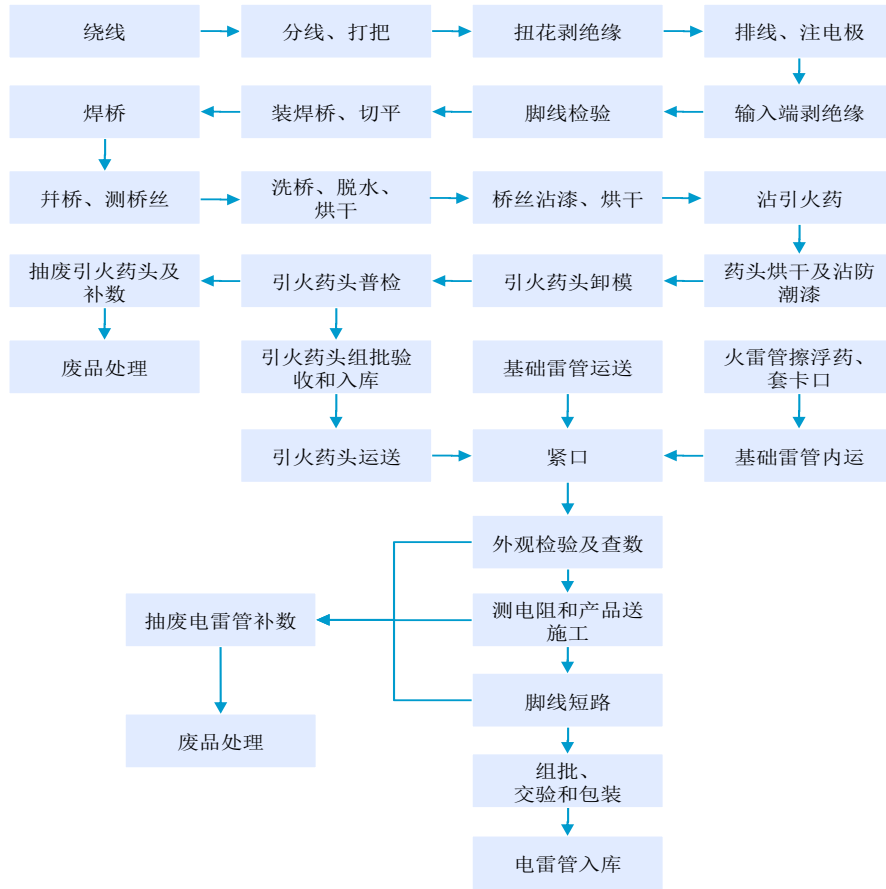 绕线
分线、打把
扭花剥绝缘
排线、注电极
焊桥
装焊桥、切平
脚线检验
输入端剥绝缘
幷桥、测桥丝
洗桥、脱水、
烘干
桥丝沾漆、烘干
沾引火药
抽废引火药头及
补数
引火药头普检
引火药头卸模
药头烘干及沾防
潮漆
废品处理
引火药头组批验
收和入库
基础雷管运送
火雷管擦浮药、
套卡口
引火药头运送
紧口
基础雷管内运
外观检验及查数
抽废电雷管补数
测电阻和产品送
施工
脚线短路
废品处理
组批、
交验和包装
电雷管入库